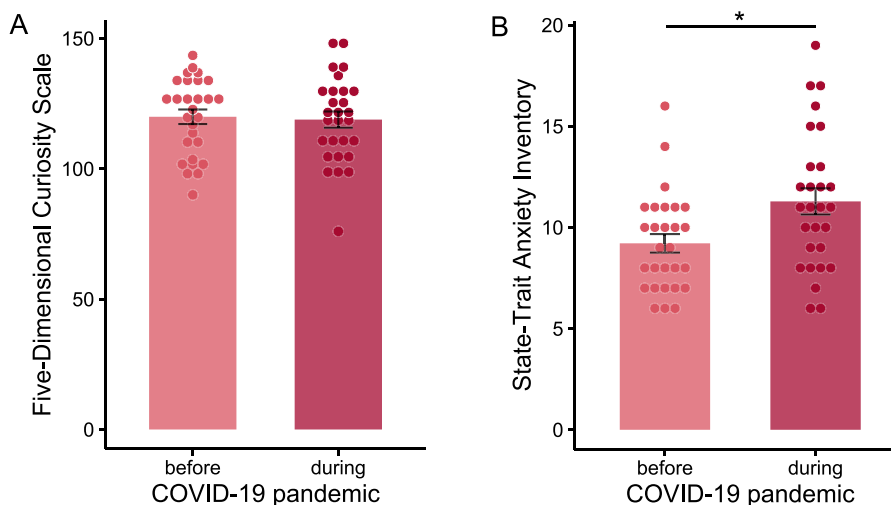 A
Five-Dimensional Curiosity Scale
150
100
50
0
before during
COVID-19 pandemic
B
*
State-Trait Anxiety Inventory
20
15
10
5
0
before during
COVID-19 pandemic